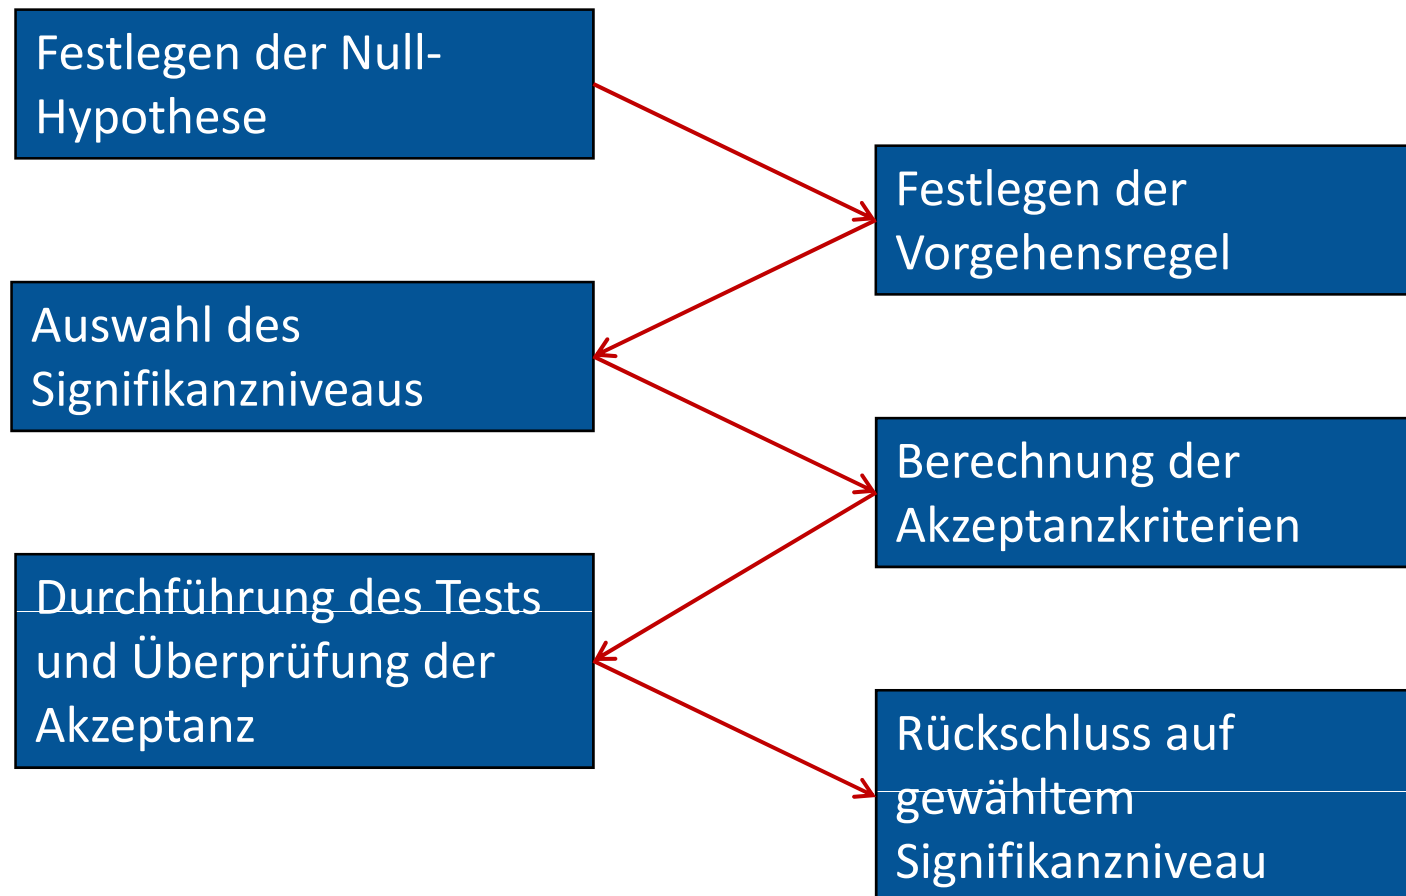 Festlegen der Null-
Hypothese
Festlegen der
Vorgehensregel
Auswahl des
Signifikanzniveaus
Berechnung der
Akzeptanzkriterien
Durchführung des Tests
und Überprüfung der
Akzeptanz
Rückschluss auf
gewähltem
Signifikanzniveau